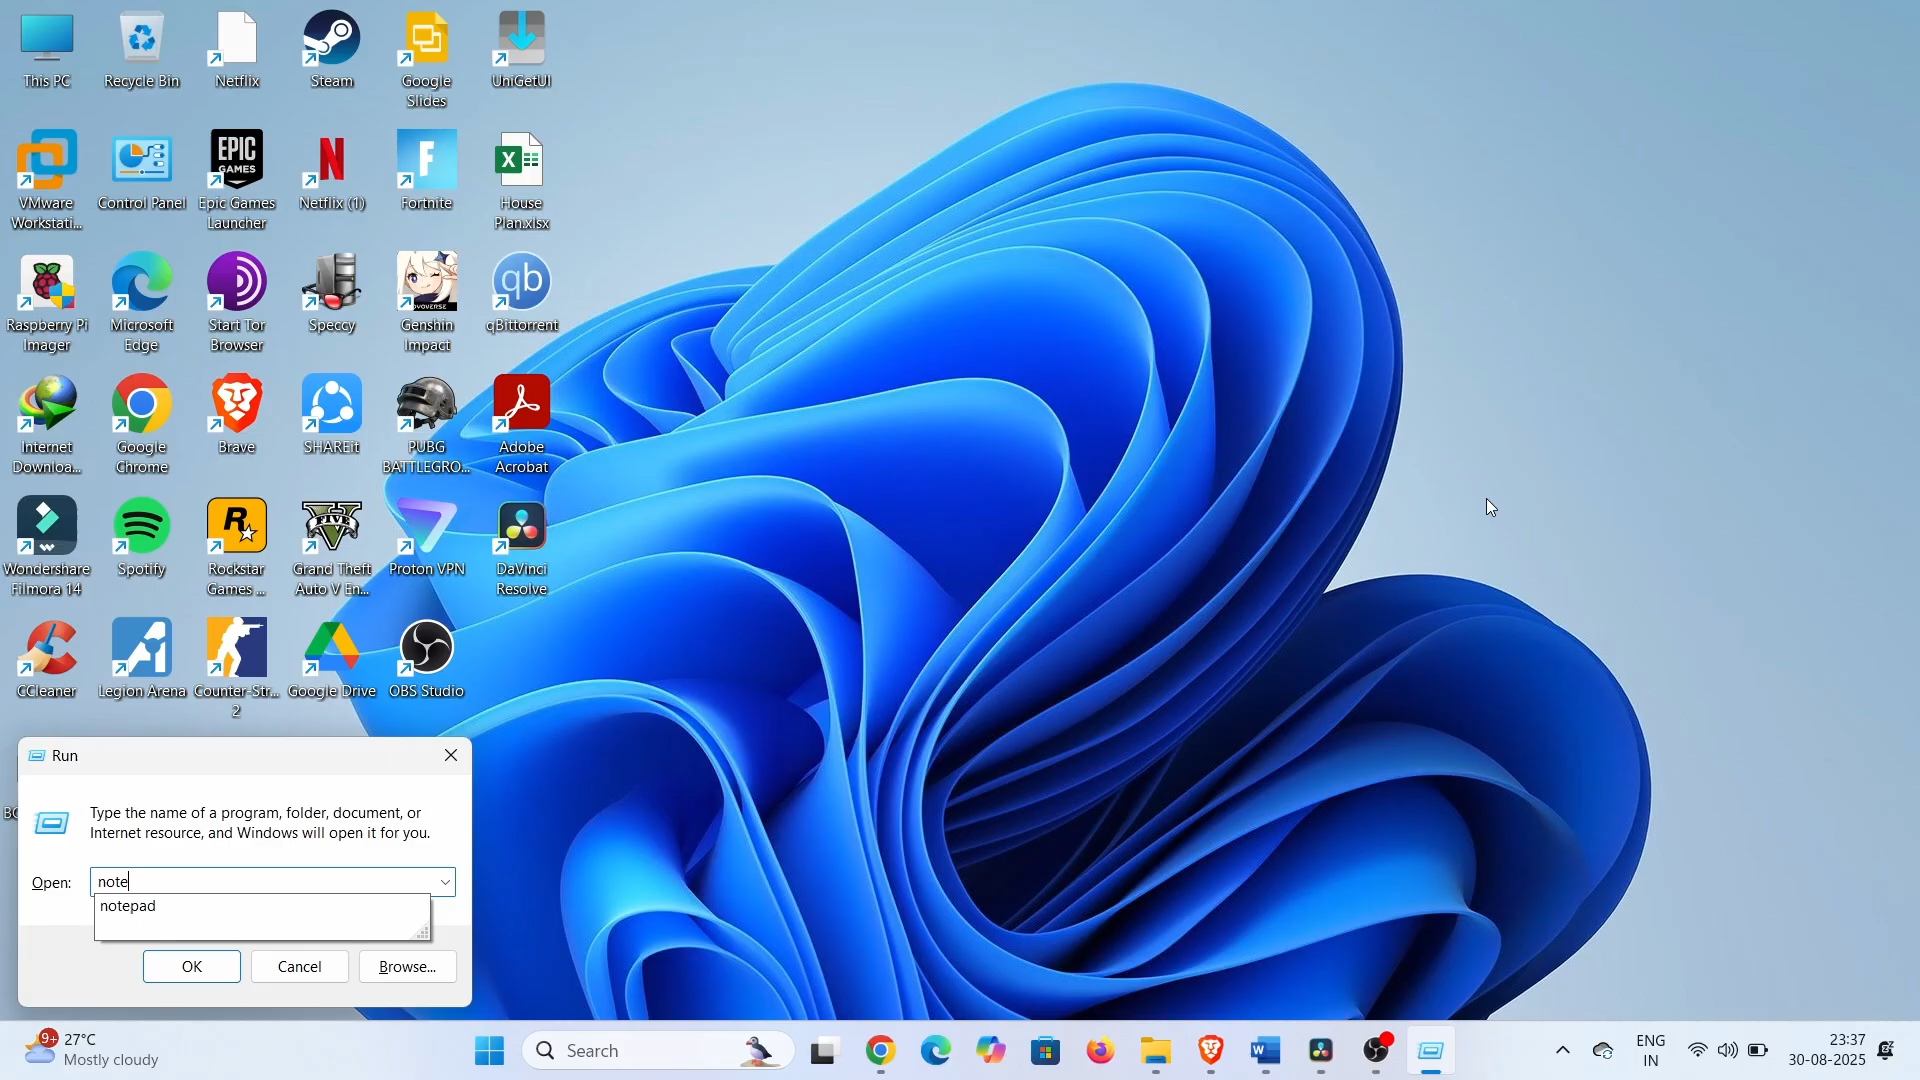 This PC
Recycle Bin
Netflix
Steam
Google
Slides
UniGetUI
VMware
Workstati...
Control Panel
EPIC
GAMES
Epic Games
Launcher
Netflix (1)
Fortnite
House
Plan.xlsx
Raspberry Pi
Imager
Microsoft
Edge
Start Tor
Browser
Speccy
Genshin
Impact
qb
qBittorrent
Internet
Downloa...
Google
Chrome
Brave
SHAREit
PUBG
BATTLEGRO...
Adobe
Acrobat
Wondershare
Filmora 14
Spotify
Rockstar
Games ...
FIVE
Grand Theft
Auto V En...
Proton VPN
DaVinci
Resolve
CCleaner
Legion Arena
Counter-Str...
2
Google Drive
OBS Studio
Run
Type the name of a program, folder, document, or
Internet resource, and Windows will open it for you.
Open:
note
notepad
OK
Cancel
Browse...
9+
27°C
Mostly cloudy
Search
ENG
IN
23:37
30-08-2025